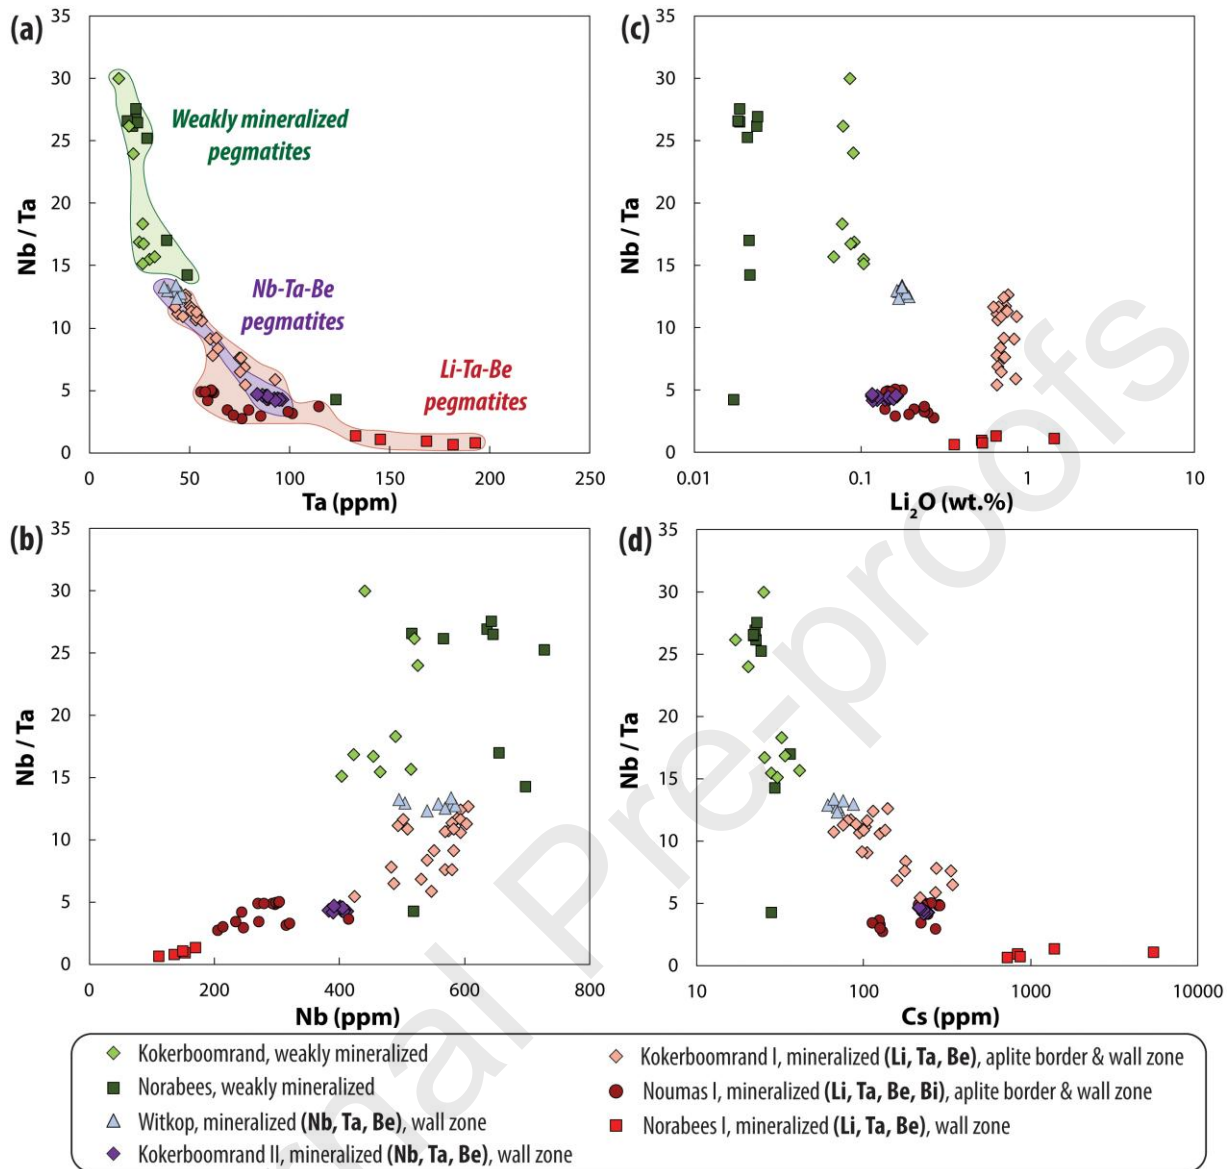 (a)
35
30
25
20
15
10
5
0
Nb / Ta
Weakly mineralized
pegmatites
Nb-Ta-Be
pegmatites
Li-Ta-Be
pegmatites
0 50 100 150 200 250
Ta (ppm)
(c)
35
30
25
20
15
10
5
0
Nb / Ta
0.01 0.1 1 10
Li2O (wt.%)
(b)
35
30
25
20
15
10
5
0
Nb / Ta
0 200 400 600 800
Nb (ppm)
(d)
35
30
25
20
15
10
5
0
Nb / Ta
10 100 1000 10000
Cs (ppm)
Kokerboomrand, weakly mineralized
Norabees, weakly mineralized
Witkop, mineralized (Nb, Ta, Be), wall zone
Kokerboomrand II, mineralized (Nb, Ta, Be), wall zone
Kokerboomrand I, mineralized (Li, Ta, Be), aplite border & wall zone
Noumas I, mineralized (Li, Ta, Be, Bi), aplite border & wall zone
Norabees I, mineralized (Li, Ta, Be), wall zone
nal Pre-proofs